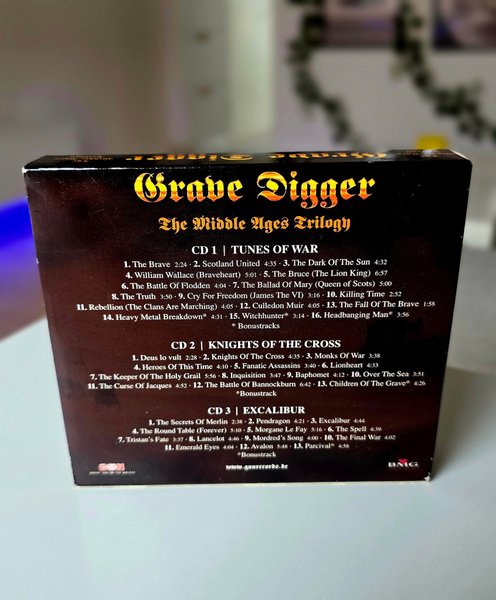 Grave Digger
Grave Digger
The Middle Ages Trilogy
CD 1 | TUNES OF WAR
1. The Brave 2:24 · 2. Scotland United 4:35 · 3. The Dark Of The Sun 4:32
4. William Wallace (Braveheart) 5:01 · 5. The Bruce (The Lion King) 6:57
6. The Battle Of Flodden 4:04 · 7. The Ballad Of Mary (Queen of Scots) 5:00
8. The Truth 3:50 · 9. Cry For Freedom (James The VI) 3:16 · 10. Killing Time 2:52
11. Rebellion (The Clans Are Marching) 4:05 · 12. Culledon Muir 4:05 · 13. The Fall Of The Brave 1:58
14. Heavy Metal Breakdown* 4:31 · 15. Witchhunter* 3:14 · 16. Headbanging Man* 3:56
* Bonustracks
CD 2 | KNIGHTS OF THE CROSS
1. Deus lo vult 2:28 · 2. Knights Of The Cross 4:35 · 3. Monks Of War 3:38
4. Heroes Of This Time 4:10 · 5. Fanatic Assassins 3:40 · 6. Lionheart 4:33
7. The Keeper Of The Holy Grail 5:56 · 8. Inquisition 3:47 · 9. Baphomet 4:12 · 10. Over The Sea 3:51
11. The Curse Of Jacques 4:52 · 12. The Battle Of Bannockburn 6:42 · 13. Children Of The Grave* 4:26
*Bonustrack
CD 3 | EXCALIBUR
1. The Secrets Of Merlin 2:38 · 2. Pendragon 4:21 · 3. Excalibur 4:44
4. The Round Table (Forever) 5:10 · 5. Morgane Le Fay 5:16 · 6. The Spell 4:39
7. Tristan's Fate 3:37 · 8. Lancelot 4:46 · 9. Mordred's Song 4:00 · 10. The Final War 4:02
11. Emerald Eyes 4:04 · 12. Avalon 5:48 · 13. Parcival* 4:58
*Bonustrack
GUN
www.gunrecords.de
BMG